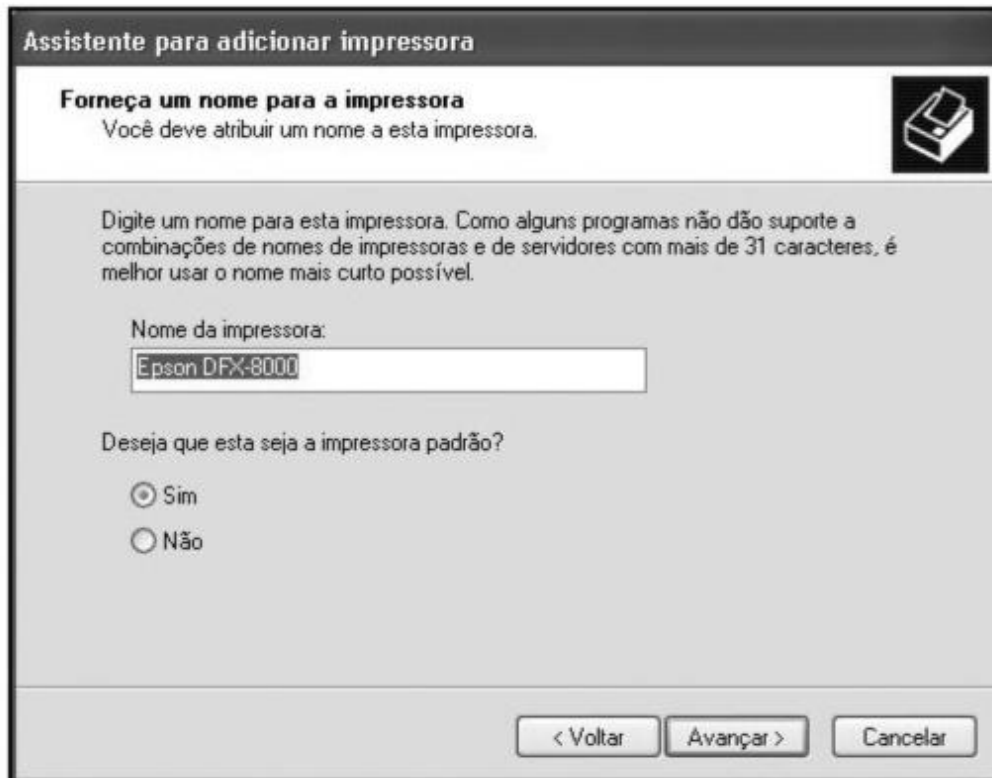 Assistente para adicionar impressora
Forneça um nome para a impressora
Você deve atribuir um nome a esta impressora.
Digite um nome para esta impressora. Como alguns programas não dão suporte a
combinações de nomes de impressoras e de servidores com mais de 31 caracteres, é
melhor usar o nome mais curto possível.
Nome da impressora:
Epson DFX-8000
Deseja que esta seja a impressora padrão?
Sim
Não
< Voltar Avançar > Cancelar